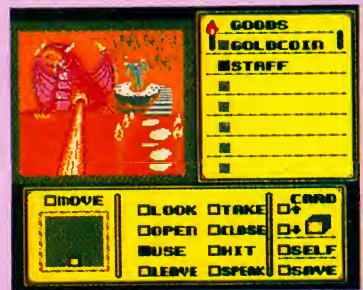 GOODS
GOLDCOIN
STAFF
MOVE
LOOK TAKE
OPEN CLOSE
USE HIT
LEAVE SPEAK
CARD
SELF
SAVE